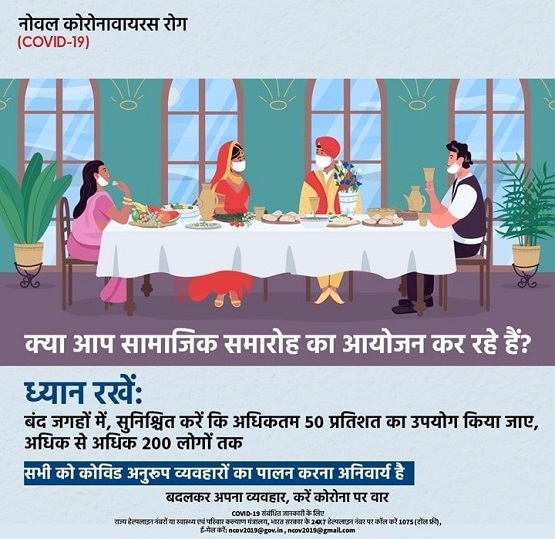 नोवल कोरोनावायरस रोग
(COVID-19)
क्या आप सामाजिक समारोह का आयोजन कर रहे हैं?
ध्यान रखें:
बंद जगहों में, सुनिश्चित करें कि अधिकतम 50 प्रतिशत का उपयोग किया जाए,
अधिक से अधिक 200 लोगों तक
सभी को कोविड अनुरूप व्यवहारों का पालन करना अनिवार्य है
बदलकर अपना व्यवहार, करें कोरोना पर वार
COVID-19 संबंधित जानकारी के लिए
राज्य हेल्पलाइन नंबरों या स्वास्थ्य एवं परिवार कल्याण मंत्रालय, भारत सरकार के 24X7 हेल्पलाइन नंबर पर कॉल करें 1075 (टोल फ्री),
ई-मेल करें: ncov2019@gov.in , ncov2019@gmail.com